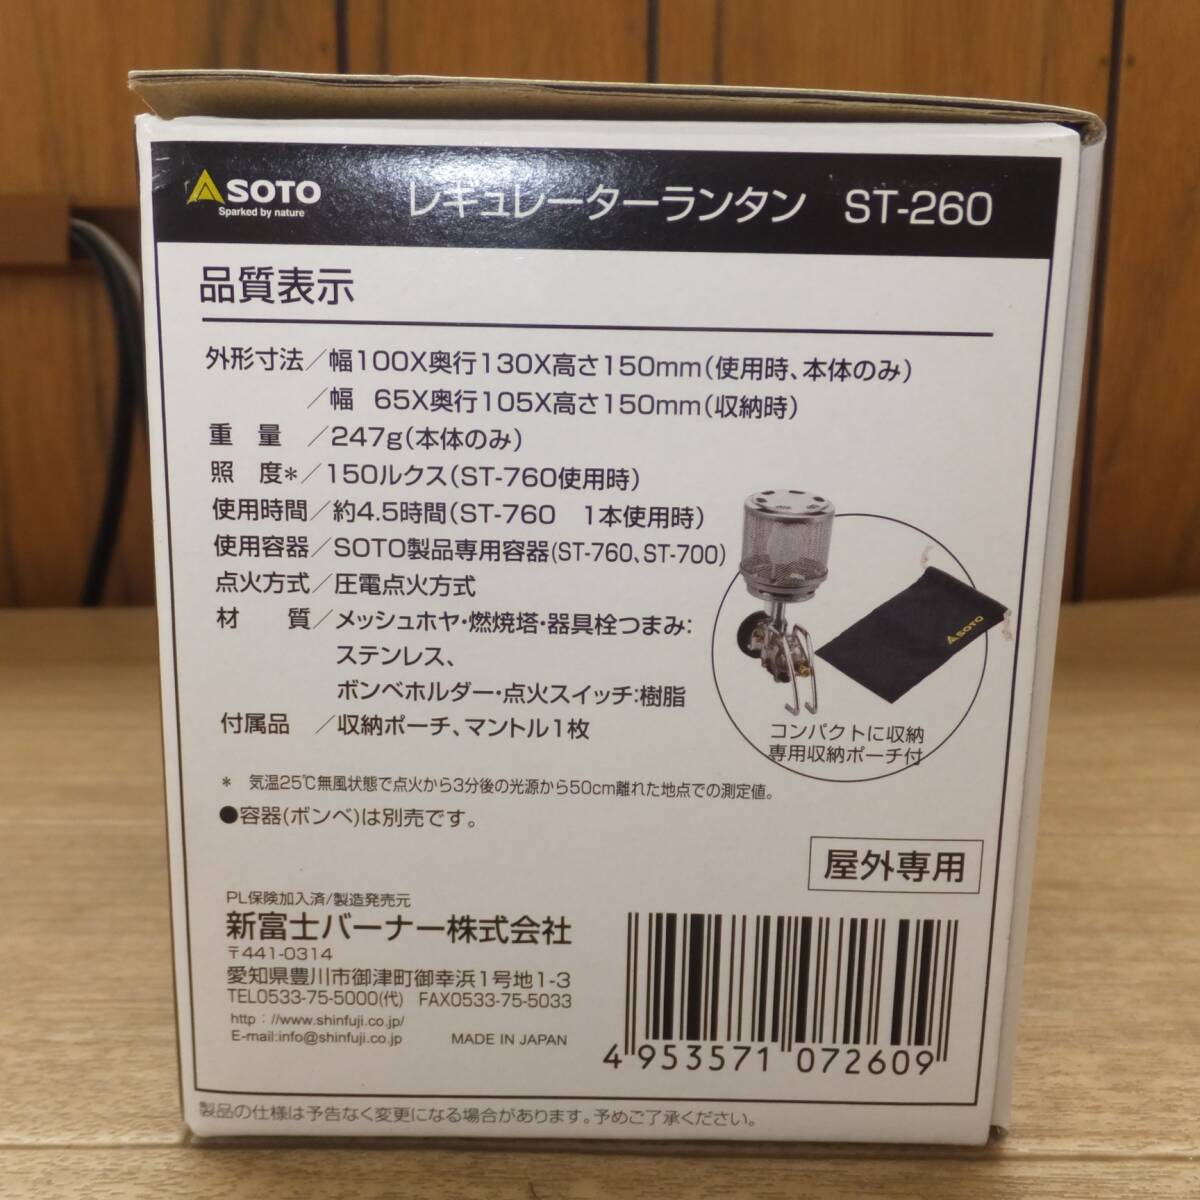 SOTO
Sparked by nature
レギュレーターランタン ST-260
品質表示
外形寸法／幅100X奥行130X高さ150mm(使用時、本体のみ)
／幅 65X奥行105X高さ150mm(収納時)
重 量 ／247g(本体のみ)
照 度*／150ルクス(ST-760使用時)
使用時間／約4.5時間(ST-760 1本使用時)
使用容器／SOTO製品専用容器(ST-760、ST-700)
点火方式／圧電点火方式
材 質／メッシュホヤ・燃焼塔・器具栓つまみ:
ステンレス、
ボンベホルダー・点火スイッチ:樹脂
付属品 ／収納ポーチ、マントル1枚
SOTO
コンパクトに収納
専用収納ポーチ付
* 気温25℃無風状態で点火から3分後の光源から50cm離れた地点での測定値。
●容器(ボンベ)は別売です。
屋外専用
PL保険加入済/製造発売元
新富士バーナー株式会社
〒441-0314
愛知県豊川市御津町御幸浜1号地1-3
TEL0533-75-5000(代) FAX0533-75-5033
http：//www.shinfuji.co.jp/
E-mail:info@shinfuji.co.jp MADE IN JAPAN
4 953571 072609
製品の仕様は予告なく変更になる場合があります。予めご了承ください。